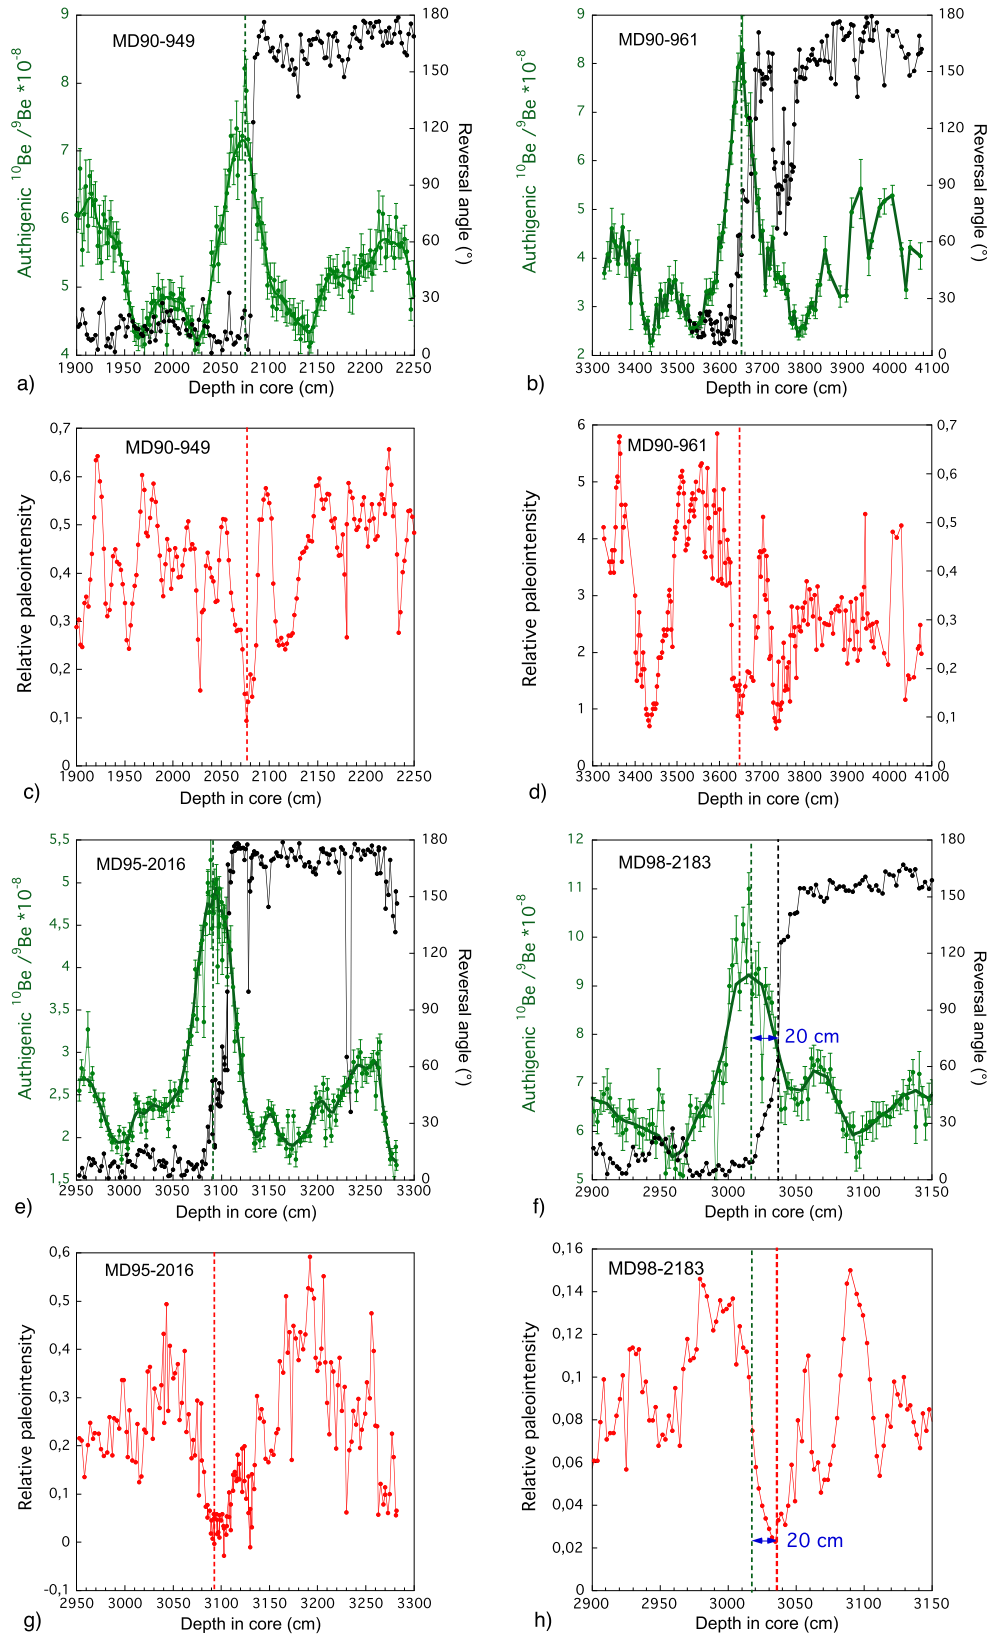 MD90-949
Authigenic 10Be /9Be *10-8
9
8
7
6
5
4
180
150
120
90
60
30
0
Reversal angle (°)
1900 1950 2000 2050 2100 2150 2200 2250
Depth in core (cm)
a)
MD90-961
Authigenic 10Be /9Be *10-8
9
8
7
6
5
4
3
2
180
150
120
90
60
30
0
Reversal angle (°)
3300 3400 3500 3600 3700 3800 3900 4000 4100
Depth in core (cm)
b)
MD90-949
Relative paleointensity
0,7
0,6
0,5
0,4
0,3
0,2
0,1
0
1900 1950 2000 2050 2100 2150 2200 2250
Depth in core (cm)
c)
MD90-961
Relative paleointensity
6
5
4
3
2
1
0
0,7
0,6
0,5
0,4
0,3
0,2
0,1
0
3300 3400 3500 3600 3700 3800 3900 4000 4100
Depth in core (cm)
d)
MD95-2016
Authigenic 10Be /9Be *10-8
5,5
5
4,5
4
3,5
3
2,5
2
1,5
180
150
120
90
60
30
0
Reversal angle (°)
2950 3000 3050 3100 3150 3200 3250 3300
Depth in core (cm)
e)
MD98-2183
Authigenic 10Be /9Be *10-8
12
11
10
9
8
7
6
5
20 cm
180
150
120
90
60
30
0
Reversal angle (°)
2900 2950 3000 3050 3100 3150
Depth in core (cm)
f)
MD95-2016
Relative paleointensity
0,6
0,5
0,4
0,3
0,2
0,1
0
-0,1
2950 3000 3050 3100 3150 3200 3250 3300
Depth in core (cm)
g)
MD98-2183
Relative paleointensity
0,16
0,14
0,12
0,1
0,08
0,06
0,04
0,02
0
20 cm
2900 2950 3000 3050 3100 3150
Depth in core (cm)
h)